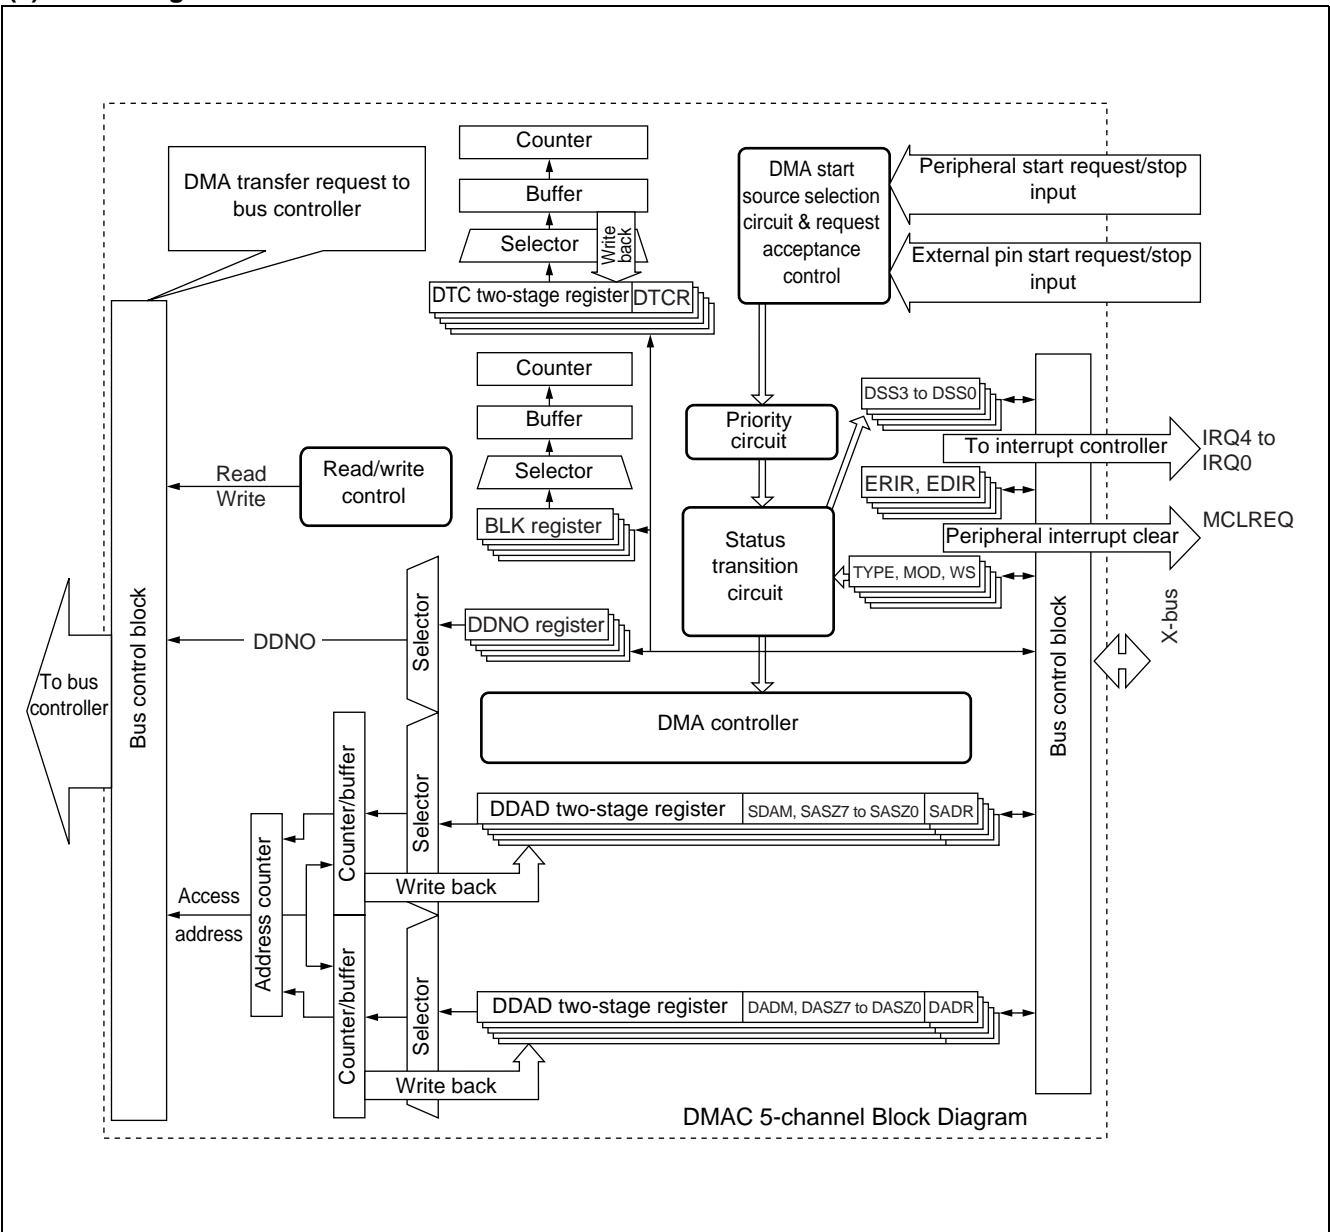 Counter
DMA transfer request to
bus controller
Buffer
Selector
Write
back
DTC two-stage register
DTCR
DMA start
source selection
circuit & request
acceptance
control
Peripheral start request/stop
input
External pin start request/stop
input
Counter
Buffer
Selector
BLK register
Priority
circuit
DSS3 to DSS0
To interrupt controller
IRQ4 to
IRQ0
Read
Write
Read/write
control
ERIR, EDIR
Peripheral interrupt clear
MCLREQ
Status
transition
circuit
TYPE, MOD, WS
X-bus
Bus control block
Bus control block
To bus
controller
DDNO
Selector
DDNO register
DMA controller
Counter/buffer
Selector
DDAD two-stage register
SDAM, SASZ7 to SASZ0
SADR
Write back
Address counter
Access
address
Counter/buffer
Selector
DDAD two-stage register
DADM, DASZ7 to DASZ0
DADR
Write back
DMAC 5-channel Block Diagram